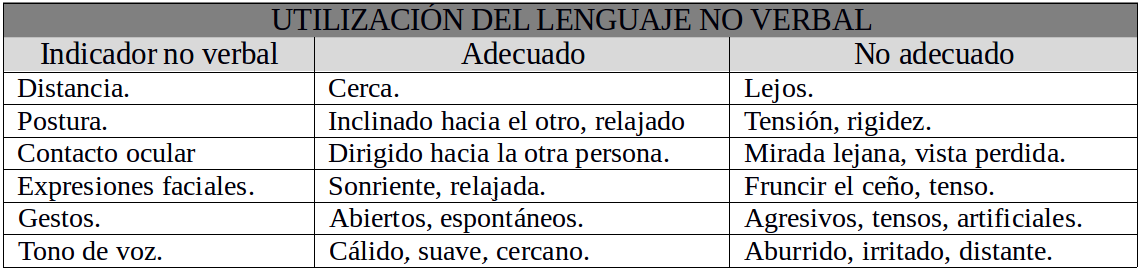 UTILIZACIÓN DEL LENGUAJE NO VERBAL
Indicador no verbal Adecuado No adecuado
Distancia. Cerca. Lejos.
Postura. Inclinado hacia el otro, relajado Tensión, rigidez.
Contacto ocular Dirigido hacia la otra persona. Mirada lejana, vista perdida.
Expresiones faciales. Sonriente, relajada. Fruncir el ceño, tenso.
Gestos. Abiertos, espontáneos. Agresivos, tensos, artificiales.
Tono de voz. Cálido, suave, cercano. Aburrido, irritado, distante.